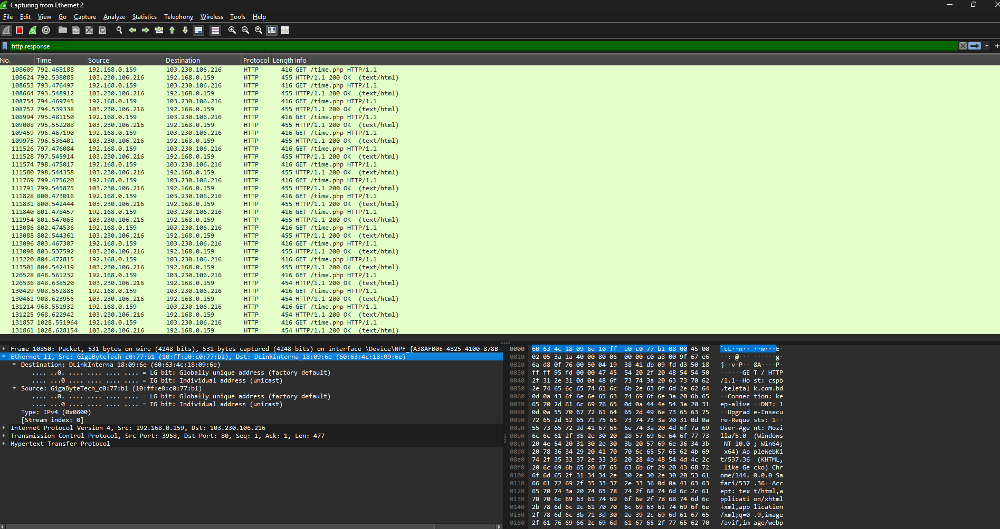 Capturing from Ethernet 2
File Edit View Go Capture Analyze Statistics Telephony Wireless Tools Help
http.response
No. Time Source Destination Protocol Length Info
108609 792.468188 192.168.0.159 103.230.106.216 HTTP 416 GET /time.php HTTP/1.1
108624 792.538085 103.230.106.216 192.168.0.159 HTTP 455 HTTP/1.1 200 OK (text/html)
108653 793.476497 192.168.0.159 103.230.106.216 HTTP 416 GET /time.php HTTP/1.1
108664 793.548912 103.230.106.216 192.168.0.159 HTTP 455 HTTP/1.1 200 OK (text/html)
108754 794.469745 192.168.0.159 103.230.106.216 HTTP 416 GET /time.php HTTP/1.1
108757 794.539338 103.230.106.216 192.168.0.159 HTTP 455 HTTP/1.1 200 OK (text/html)
108994 795.481150 192.168.0.159 103.230.106.216 HTTP 416 GET /time.php HTTP/1.1
109008 795.552208 103.230.106.216 192.168.0.159 HTTP 455 HTTP/1.1 200 OK (text/html)
109459 796.467190 192.168.0.159 103.230.106.216 HTTP 416 GET /time.php HTTP/1.1
109975 796.536401 103.230.106.216 192.168.0.159 HTTP 455 HTTP/1.1 200 OK (text/html)
111526 797.476084 192.168.0.159 103.230.106.216 HTTP 416 GET /time.php HTTP/1.1
111528 797.545914 103.230.106.216 192.168.0.159 HTTP 455 HTTP/1.1 200 OK (text/html)
111574 798.475017 192.168.0.159 103.230.106.216 HTTP 416 GET /time.php HTTP/1.1
111580 798.544358 103.230.106.216 192.168.0.159 HTTP 455 HTTP/1.1 200 OK (text/html)
111769 799.475620 192.168.0.159 103.230.106.216 HTTP 416 GET /time.php HTTP/1.1
111791 799.545875 103.230.106.216 192.168.0.159 HTTP 455 HTTP/1.1 200 OK (text/html)
111828 800.473016 192.168.0.159 103.230.106.216 HTTP 416 GET /time.php HTTP/1.1
111831 800.542444 103.230.106.216 192.168.0.159 HTTP 455 HTTP/1.1 200 OK (text/html)
111840 801.478457 192.168.0.159 103.230.106.216 HTTP 416 GET /time.php HTTP/1.1
111954 801.547063 103.230.106.216 192.168.0.159 HTTP 455 HTTP/1.1 200 OK (text/html)
113086 802.474536 192.168.0.159 103.230.106.216 HTTP 416 GET /time.php HTTP/1.1
113088 802.544361 103.230.106.216 192.168.0.159 HTTP 455 HTTP/1.1 200 OK (text/html)
113096 803.467307 192.168.0.159 103.230.106.216 HTTP 416 GET /time.php HTTP/1.1
113098 803.537592 103.230.106.216 192.168.0.159 HTTP 455 HTTP/1.1 200 OK (text/html)
113220 804.472815 192.168.0.159 103.230.106.216 HTTP 416 GET /time.php HTTP/1.1
113501 804.542419 103.230.106.216 192.168.0.159 HTTP 455 HTTP/1.1 200 OK (text/html)
126528 848.561232 192.168.0.159 103.230.106.216 HTTP 416 GET /time.php HTTP/1.1
126536 848.638520 103.230.106.216 192.168.0.159 HTTP 454 HTTP/1.1 200 OK (text/html)
130429 908.552885 192.168.0.159 103.230.106.216 HTTP 416 GET /time.php HTTP/1.1
130461 908.623956 103.230.106.216 192.168.0.159 HTTP 454 HTTP/1.1 200 OK (text/html)
131214 968.551932 192.168.0.159 103.230.106.216 HTTP 416 GET /time.php HTTP/1.1
131225 968.622942 103.230.106.216 192.168.0.159 HTTP 454 HTTP/1.1 200 OK (text/html)
131857 1028.551964 192.168.0.159 103.230.106.216 HTTP 416 GET /time.php HTTP/1.1
131861 1028.628154 103.230.106.216 192.168.0.159 HTTP 454 HTTP/1.1 200 OK (text/html)
Frame 10850: Packet, 531 bytes on wire (4248 bits), 531 bytes captured (4248 bits) on interface \Device\NPF_{A38AFB0E-4B25-4100-878B-
Ethernet II, Src: GigaByteTech_c0:77:b1 (10:ff:e0:c0:77:b1), Dst: DLinkInterna_18:09:6e (60:63:4c:18:09:6e)
Destination: DLinkInterna_18:09:6e (60:63:4c:18:09:6e)
.... ..0. .... .... .... .... = LG bit: Globally unique address (factory default)
.... ...0 .... .... .... .... = IG bit: Individual address (unicast)
Source: GigaByteTech_c0:77:b1 (10:ff:e0:c0:77:b1)
.... ..0. .... .... .... .... = LG bit: Globally unique address (factory default)
.... ...0 .... .... .... .... = IG bit: Individual address (unicast)
Type: IPv4 (0x0800)
[Stream index: 0]
Internet Protocol Version 4, Src: 192.168.0.159, Dst: 103.230.106.216
Transmission Control Protocol, Src Port: 3958, Dst Port: 80, Seq: 1, Ack: 1, Len: 477
Hypertext Transfer Protocol
0000 60 63 4c 18 09 6e 10 ff e0 c0 77 b1 08 00 45 00 `cL··n·· ··w···E·
0010 02 05 3a 1a 40 00 80 06 00 00 c0 a8 00 9f 67 e6 ··:·@··· ······g·
0020 6a d8 0f 76 00 50 04 19 38 41 db 09 fd d3 50 18 j··v·P·· 8A····P·
0030 ff ff 95 fd 00 00 47 45 54 20 2f 20 48 54 54 50 ······GE T / HTTP
0040 2f 31 2e 31 0d 0a 48 6f 73 74 3a 20 63 73 70 62 /1.1··Ho st: cspb
0050 2e 74 65 6c 65 74 61 6c 6b 2e 63 6f 6d 2e 62 64 .teletal k.com.bd
0060 0d 0a 43 6f 6e 6e 65 63 74 69 6f 6e 3a 20 6b 65 ··Connec tion: ke
0070 65 70 2d 61 6c 69 76 65 0d 0a 44 4e 54 3a 20 31 ep-alive ··DNT: 1
0080 0d 0a 55 70 67 72 61 64 65 2d 49 6e 73 65 63 75 ··Upgrad e-Insecu
0090 72 65 2d 52 65 71 75 65 73 74 73 3a 20 31 0d 0a re-Reque sts: 1··
00a0 55 73 65 72 2d 41 67 65 6e 74 3a 20 4d 6f 7a 69 User-Age nt: Mozi
00b0 6c 6c 61 2f 35 2e 30 20 28 57 69 6e 64 6f 77 73 lla/5.0 (Windows
00c0 20 4e 54 20 31 30 2e 30 3b 20 57 69 6e 36 34 3b NT 10.0 ; Win64;
00d0 20 78 36 34 29 20 41 70 70 6c 65 57 65 62 4b 69 x64) Ap pleWebKi
00e0 74 2f 35 33 37 2e 33 36 20 28 4b 48 54 4d 4c 2c t/537.36 (KHTML,
00f0 20 6c 69 6b 65 20 47 65 63 6b 6f 29 20 43 68 72 like Ge cko) Chr
0100 6f 6d 65 2f 31 34 34 2e 30 2e 30 2e 30 20 53 61 ome/144. 0.0.0 Sa
0110 66 61 72 69 2f 35 33 37 2e 33 36 0d 0a 41 63 63 fari/537 .36··Acc
0120 65 70 74 3a 20 74 65 78 74 2f 68 74 6d 6c 2c 61 ept: tex t/html,a
0130 70 70 6c 69 63 61 74 69 6f 6e 2f 78 68 74 6d 6c pplicati on/xhtml
0140 2b 78 6d 6c 2c 61 70 70 6c 69 63 61 74 69 6f 6e +xml,app lication
0150 2f 78 6d 6c 3b 71 3d 30 2e 39 2c 69 6d 61 67 65 /xml;q=0 .9,image
0160 2f 61 76 69 66 2c 69 6d 61 67 65 2f 77 65 62 70 /avif,im age/webp